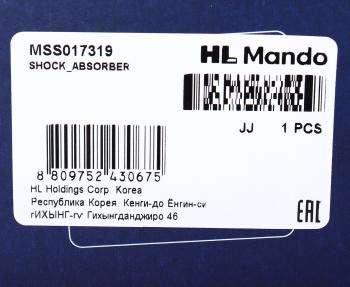 MSS017319
HL Mando
SHOCK_ABSORBER
JJ 1 PCS
8 809752 430675
HL Holdings Corp. Korea
Республика Корея, Кенги-до Ёнгин-си
гИХЫНГ-гу Гихынгданджиро 46
EAC